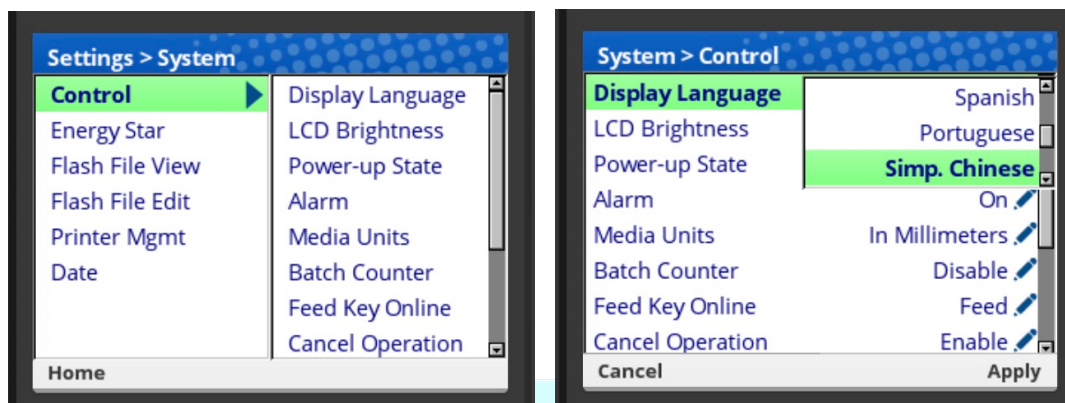 Settings > System
Control
Energy Star
Flash File View
Flash File Edit
Printer Mgmt
Date
Display Language
LCD Brightness
Power-up State
Alarm
Media Units
Batch Counter
Feed Key Online
Cancel Operation
Home
System > Control
Display Language
Spanish
LCD Brightness
Portuguese
Power-up State
Simp. Chinese
Alarm On
Media Units In Millimeters
Batch Counter Disable
Feed Key Online Feed
Cancel Operation Enable
Cancel Apply